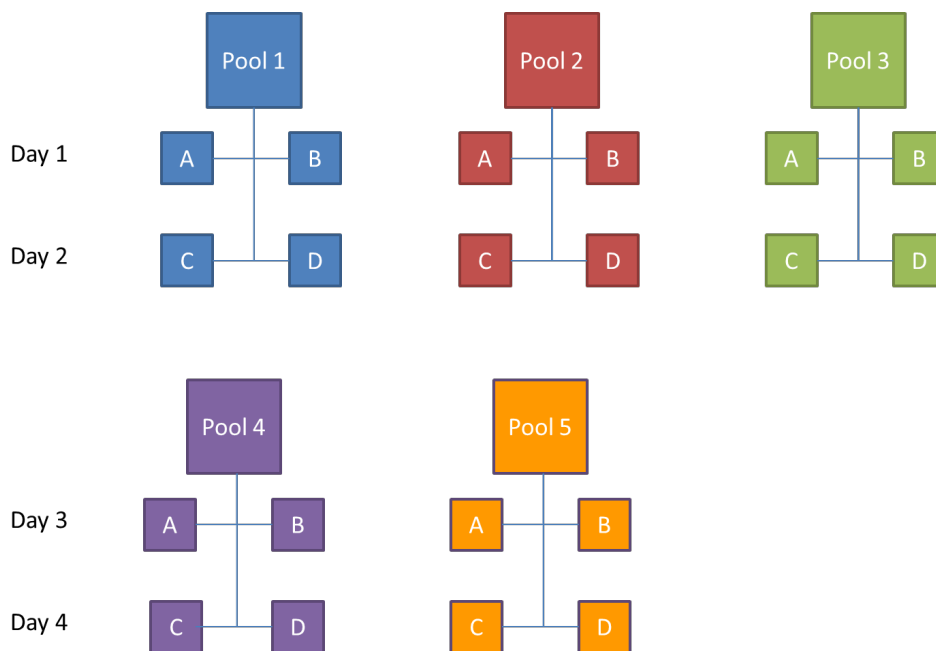 Pool 1 Pool 2 Pool 3
Day 1 A B A B A B
Day 2 C D C D C D
Pool 4 Pool 5
Day 3 A B A B
Day 4 C D C D